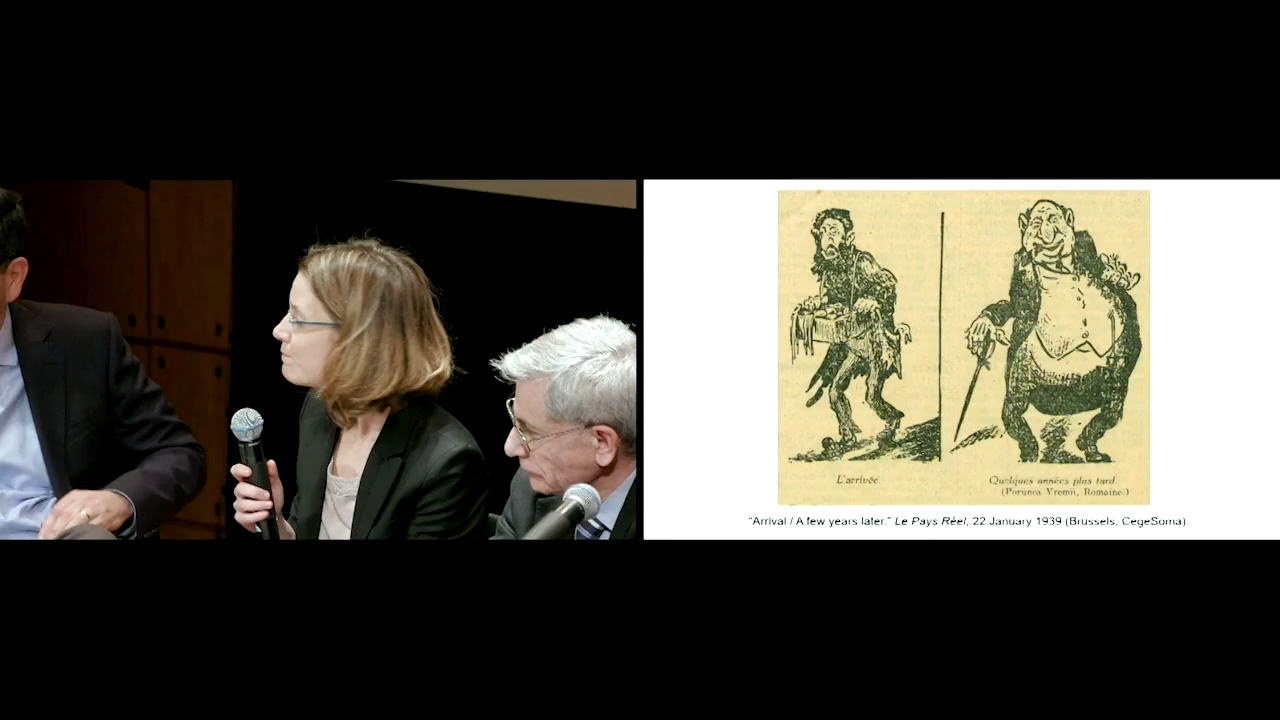 L'arrivée
Quelques années plus tard
(Porunca Vremii, Romaine.)
"Arrival / A few years later." Le Pays Réel, 22 January 1939 (Brussels, CegeSoma).